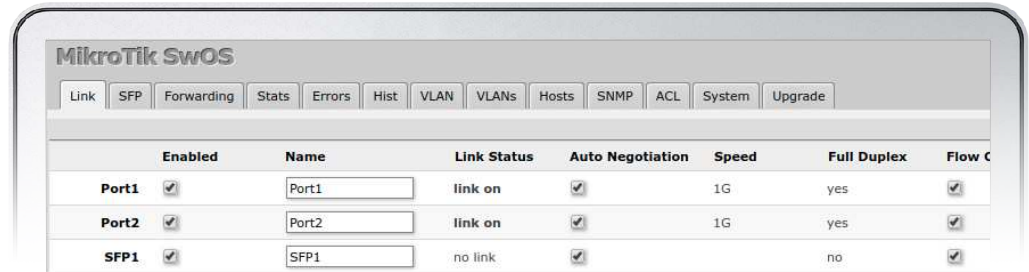 MikroTik SwOS
Link SFP Forwarding Stats Errors Hist VLAN VLANs Hosts SNMP ACL System Upgrade
Enabled Name Link Status Auto Negotiation Speed Full Duplex Flow
Port1 Port1 link on 1G yes
Port2 Port2 link on 1G yes
SFP1 SFP1 no link no